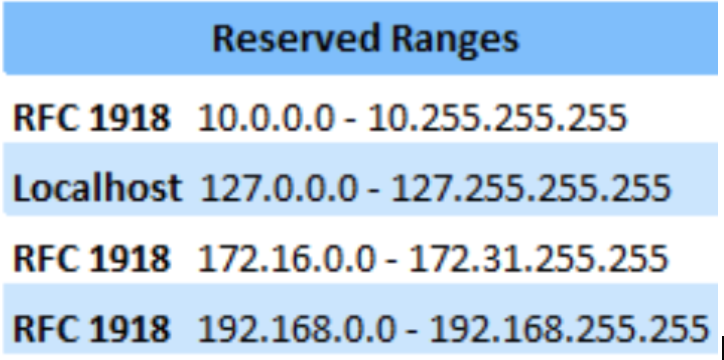 Reserved Ranges
RFC 1918 10.0.0.0 - 10.255.255.255
Localhost 127.0.0.0 - 127.255.255.255
RFC 1918 172.16.0.0 - 172.31.255.255
RFC 1918 192.168.0.0 - 192.168.255.255